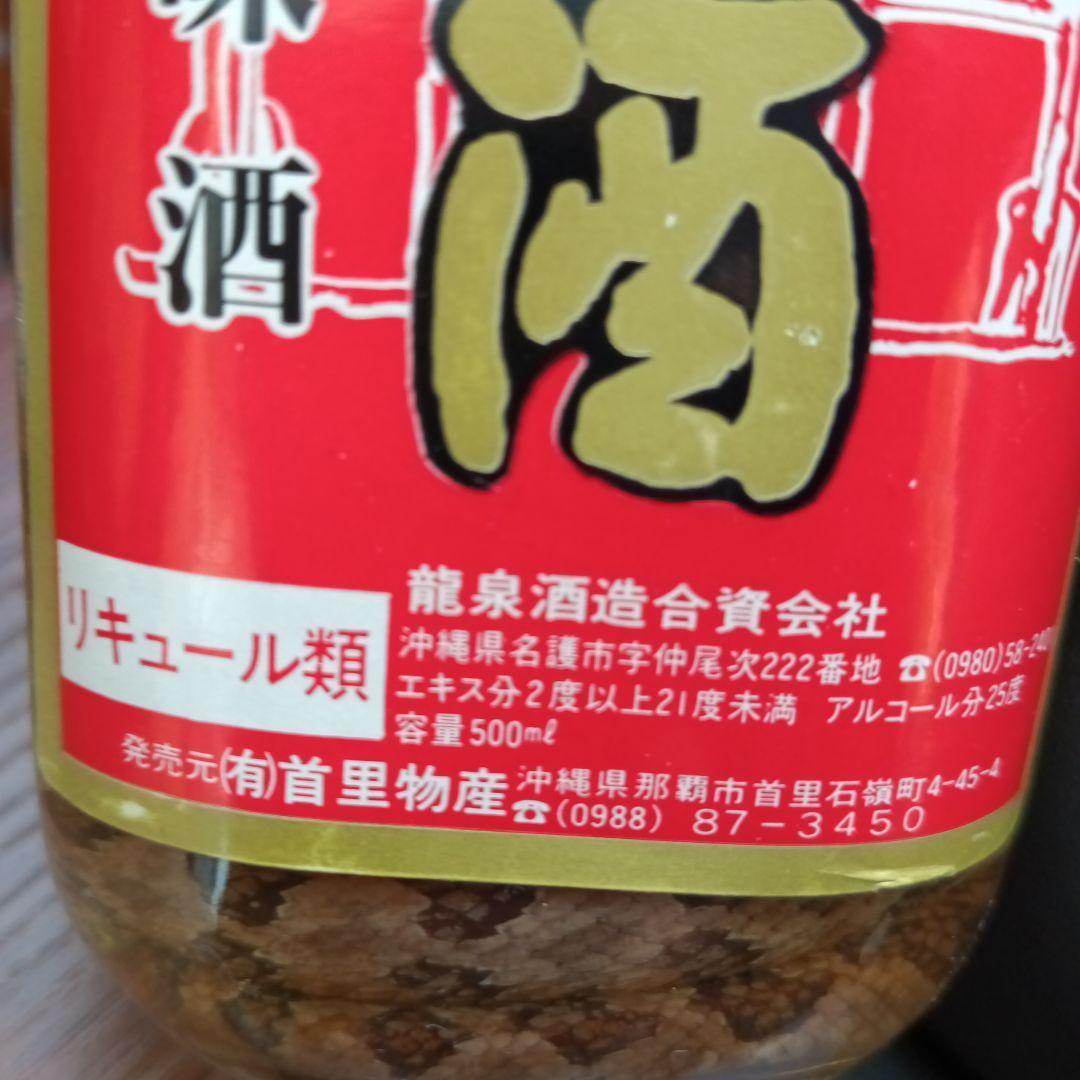 酒
酒
リキュール類
龍泉酒造合資会社
沖縄県名護市字仲尾次222番地 ☎(0980)58-240
エキス分2度以上21度未満 アルコール分25度
容量500ml
発売元(有)首里物産 沖縄県那覇市首里石嶺町4-45-4
☎(0988) 87-3450